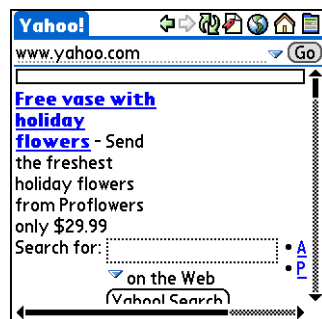 Yahoo!
www.yahoo.com Go
Free vase with
holiday
flowers - Send
the freshest
holiday flowers
from Proflowers
only $29.99
Search for: • A
• P
on the Web
Yahoo! Search